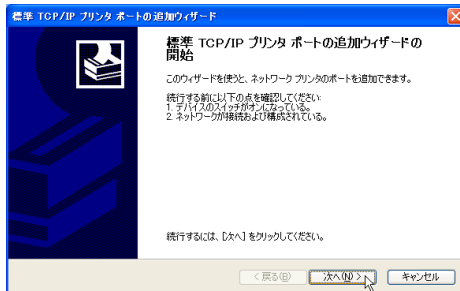 標準 TCP/IP プリンタ ポートの追加ウィザード
標準 TCP/IP プリンタ ポートの追加ウィザードの
開始
このウィザードを使うと、ネットワーク プリンタのポートを追加できます。
続行する前に以下の点を確認してください:
1. デバイスのスイッチがオンになっている。
2. ネットワークが接続および構成されている。
続行するには、[次へ] をクリックしてください。
< 戻る(B)
次へ(N) >
キャンセル